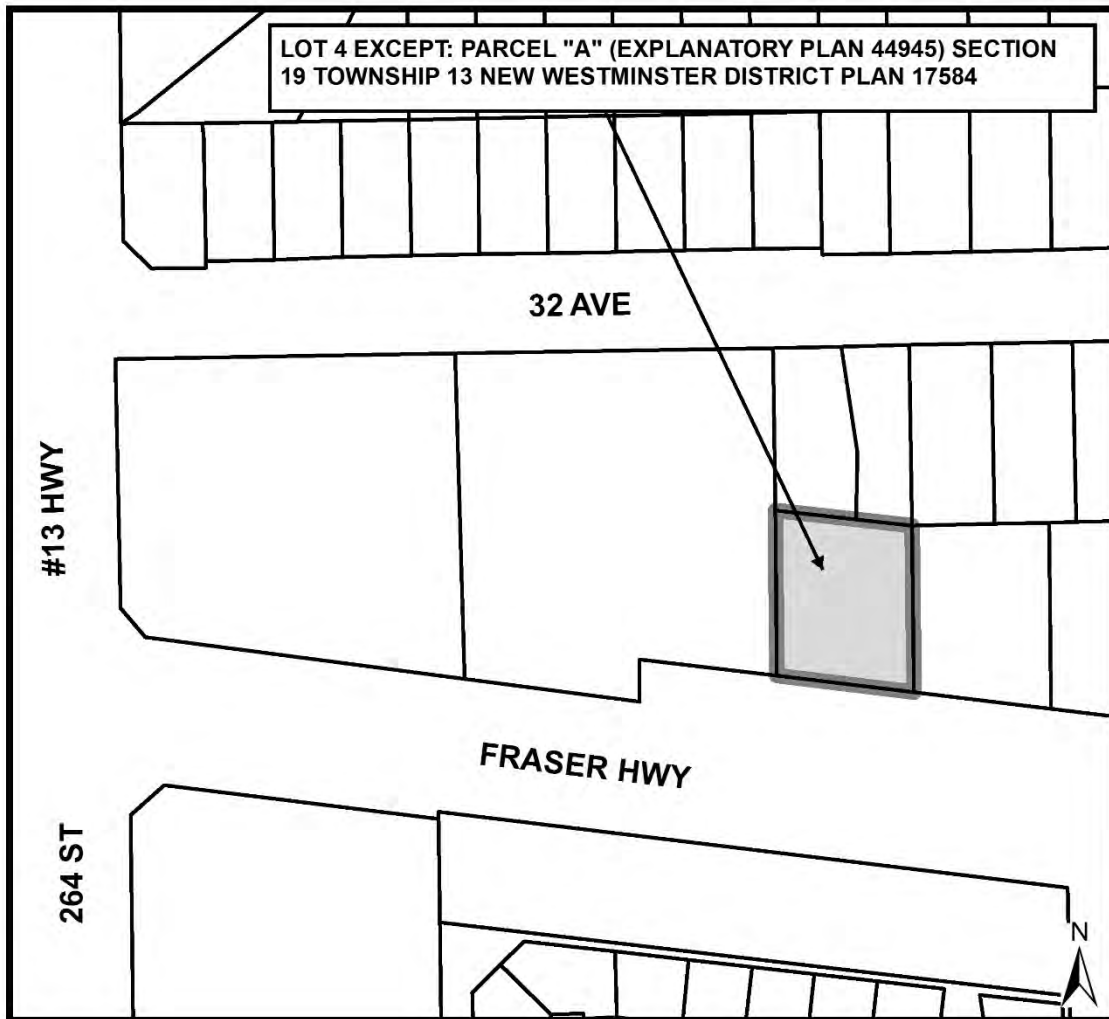 LOT 4 EXCEPT: PARCEL "A" (EXPLANATORY PLAN 44945) SECTION
19 TOWNSHIP 13 NEW WESTMINSTER DISTRICT PLAN 17584
32 AVE
#13 HWY
FRASER HWY
264 ST
N